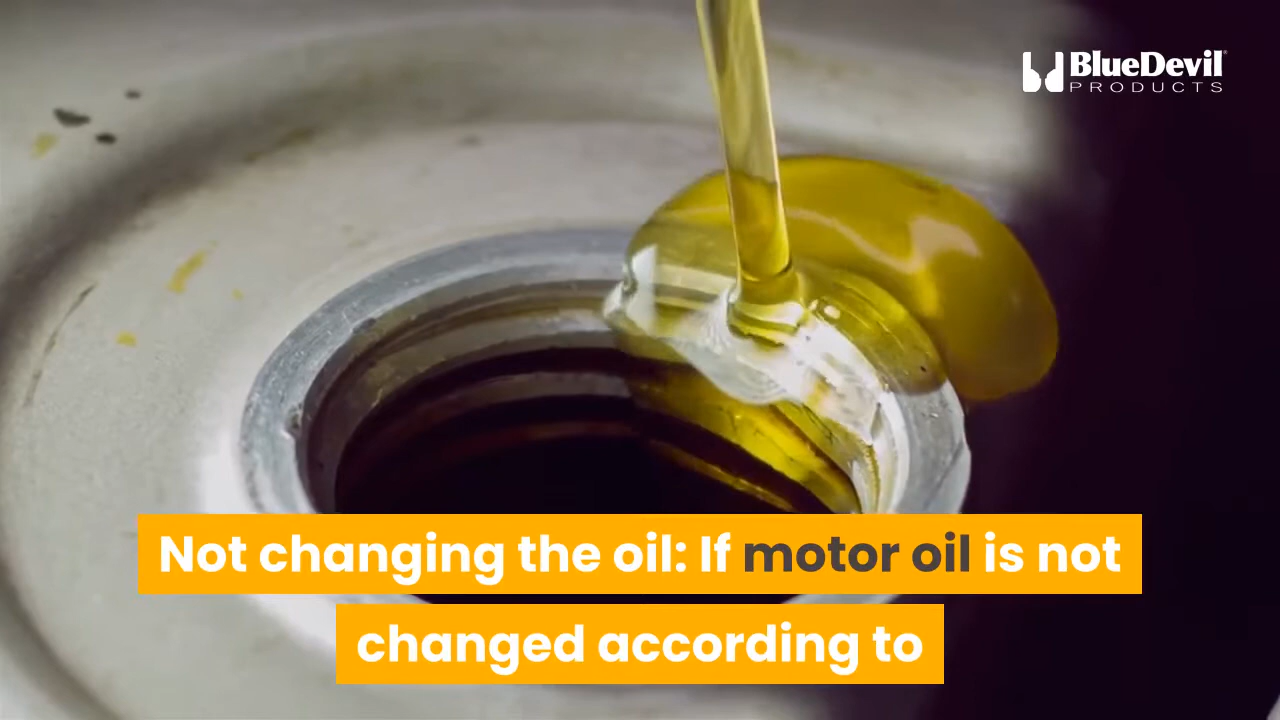 BlueDevil
PRODUCTS
Not changing the oil: If motor oil is not
changed according to